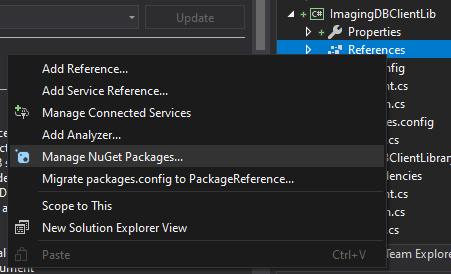 Update
ImagingDBClientLib
Properties
References
Add Reference...
Add Service Reference...
Manage Connected Services
Add Analyzer...
Manage NuGet Packages...
Migrate packages.config to PackageReference...
Scope to This
New Solution Explorer View
Paste Ctrl+V
nfig
nt.cs
.cs
es.config
.cs
BClientLibrary
dencies
nt.cs
n.cs
n.cs
Team Explore